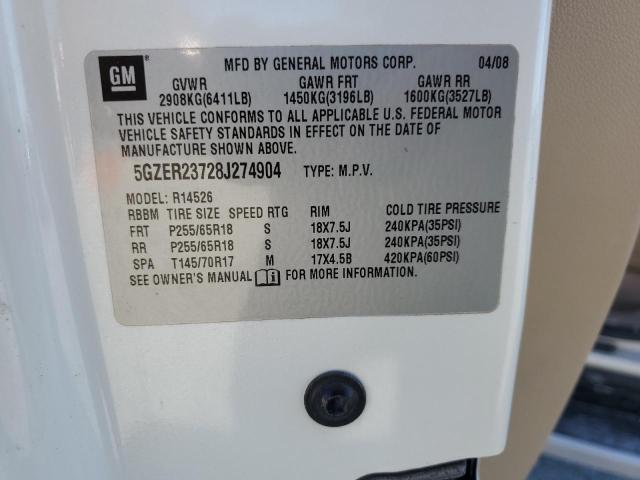 GM
MFD BY GENERAL MOTORS CORP. 04/08
GVWR GAWR FRT GAWR RR
2908KG(6411LB) 1450KG(3196LB) 1600KG(3527LB)
THIS VEHICLE CONFORMS TO ALL APPLICABLE U.S. FEDERAL MOTOR
VEHICLE SAFETY STANDARDS IN EFFECT ON THE DATE OF
MANUFACTURE SHOWN ABOVE.
5GZER23728J274904 TYPE: M.P.V.
MODEL: R14526
RBBM TIRE SIZE SPEED RTG RIM COLD TIRE PRESSURE
FRT P255/65R18 S 18X7.5J 240KPA(35PSI)
RR P255/65R18 S 18X7.5J 240KPA(35PSI)
SPA T145/70R17 M 17X4.5B 420KPA(60PSI)
SEE OWNER'S MANUAL FOR MORE INFORMATION.